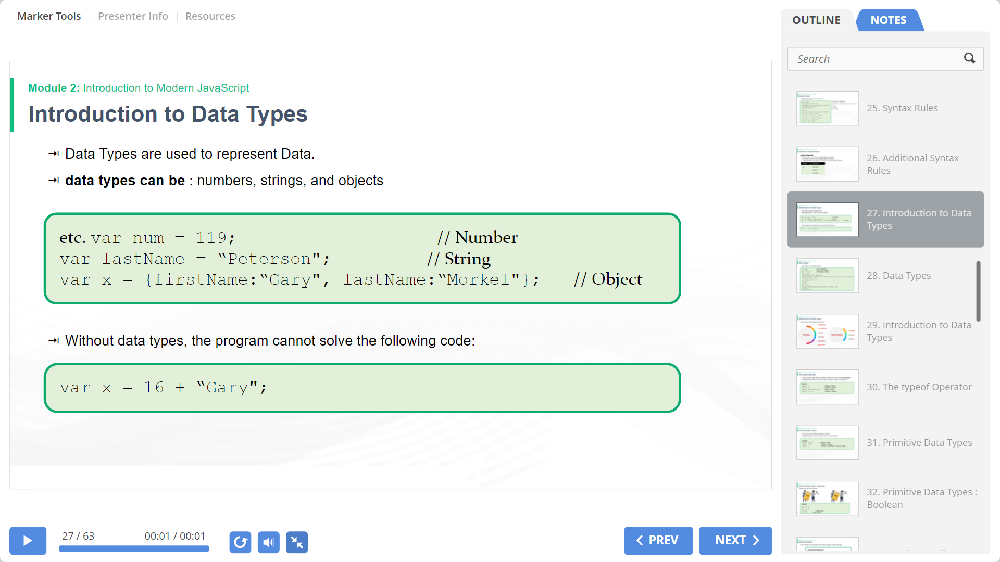 Marker Tools
Presenter Info
Resources
OUTLINE
NOTES
Search
Module 2: Introduction to Modern JavaScript
Introduction to Data Types
Data Types are used to represent Data.
data types can be : numbers, strings, and objects
etc. var num = 119; // Number
var lastName = “Peterson"; // String
var x = {firstName:“Gary", lastName:“Morkel"}; // Object
Without data types, the program cannot solve the following code:
var x = 16 + “Gary";
25. Syntax Rules
26. Additional Syntax
Rules
27. Introduction to Data
Types
28. Data Types
29. Introduction to Data
Types
30. The typeof Operator
31. Primitive Data Types
32. Primitive Data Types :
Boolean
27 / 63
00:01 / 00:01
PREV
NEXT